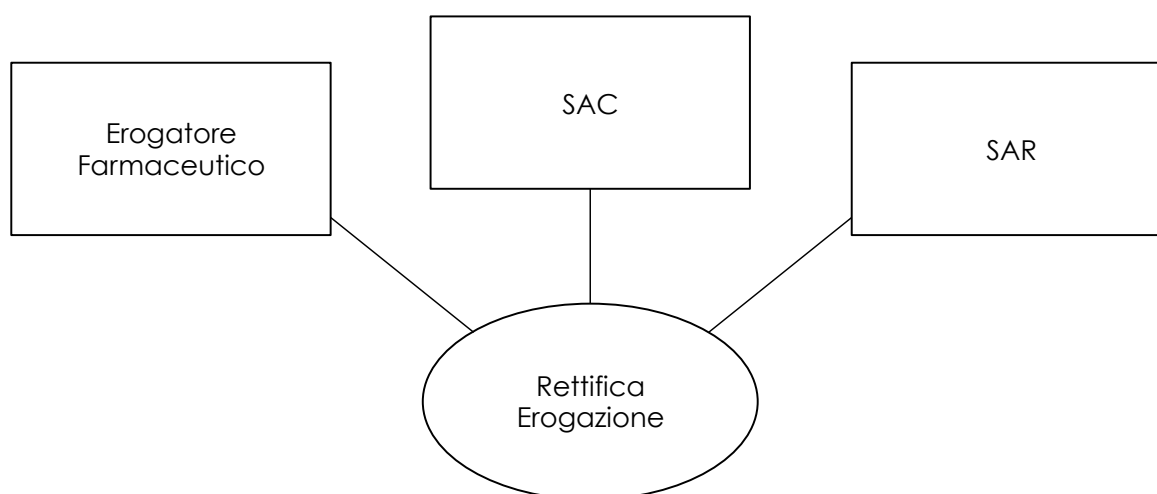 Erogatore
Farmaceutico
SAC
SAR
Rettifica
Erogazione